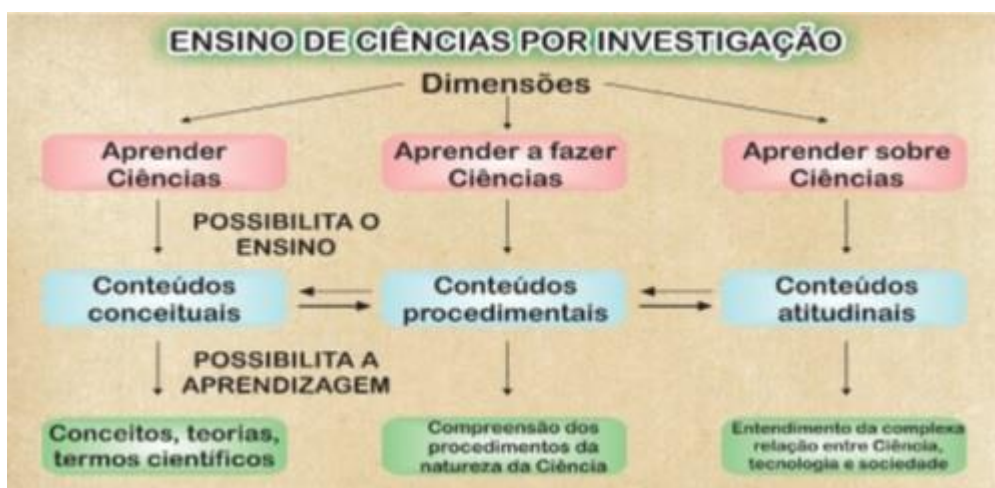 ENSINO DE CIÊNCIAS POR INVESTIGAÇÃO
Dimensões
Aprender
Ciências
Aprender a fazer
Ciências
Aprender sobre
Ciências
POSSIBILITA O
ENSINO
Conteúdos
conceituais
Conteúdos
procedimentais
Conteúdos
atitudinais
POSSIBILITA A
APRENDIZAGEM
Conceitos, teorias,
termos científicos
Compreensão dos
procedimentos da
natureza da Ciência
Entendimento da complexa
relação entre Ciência,
tecnologia e sociedade